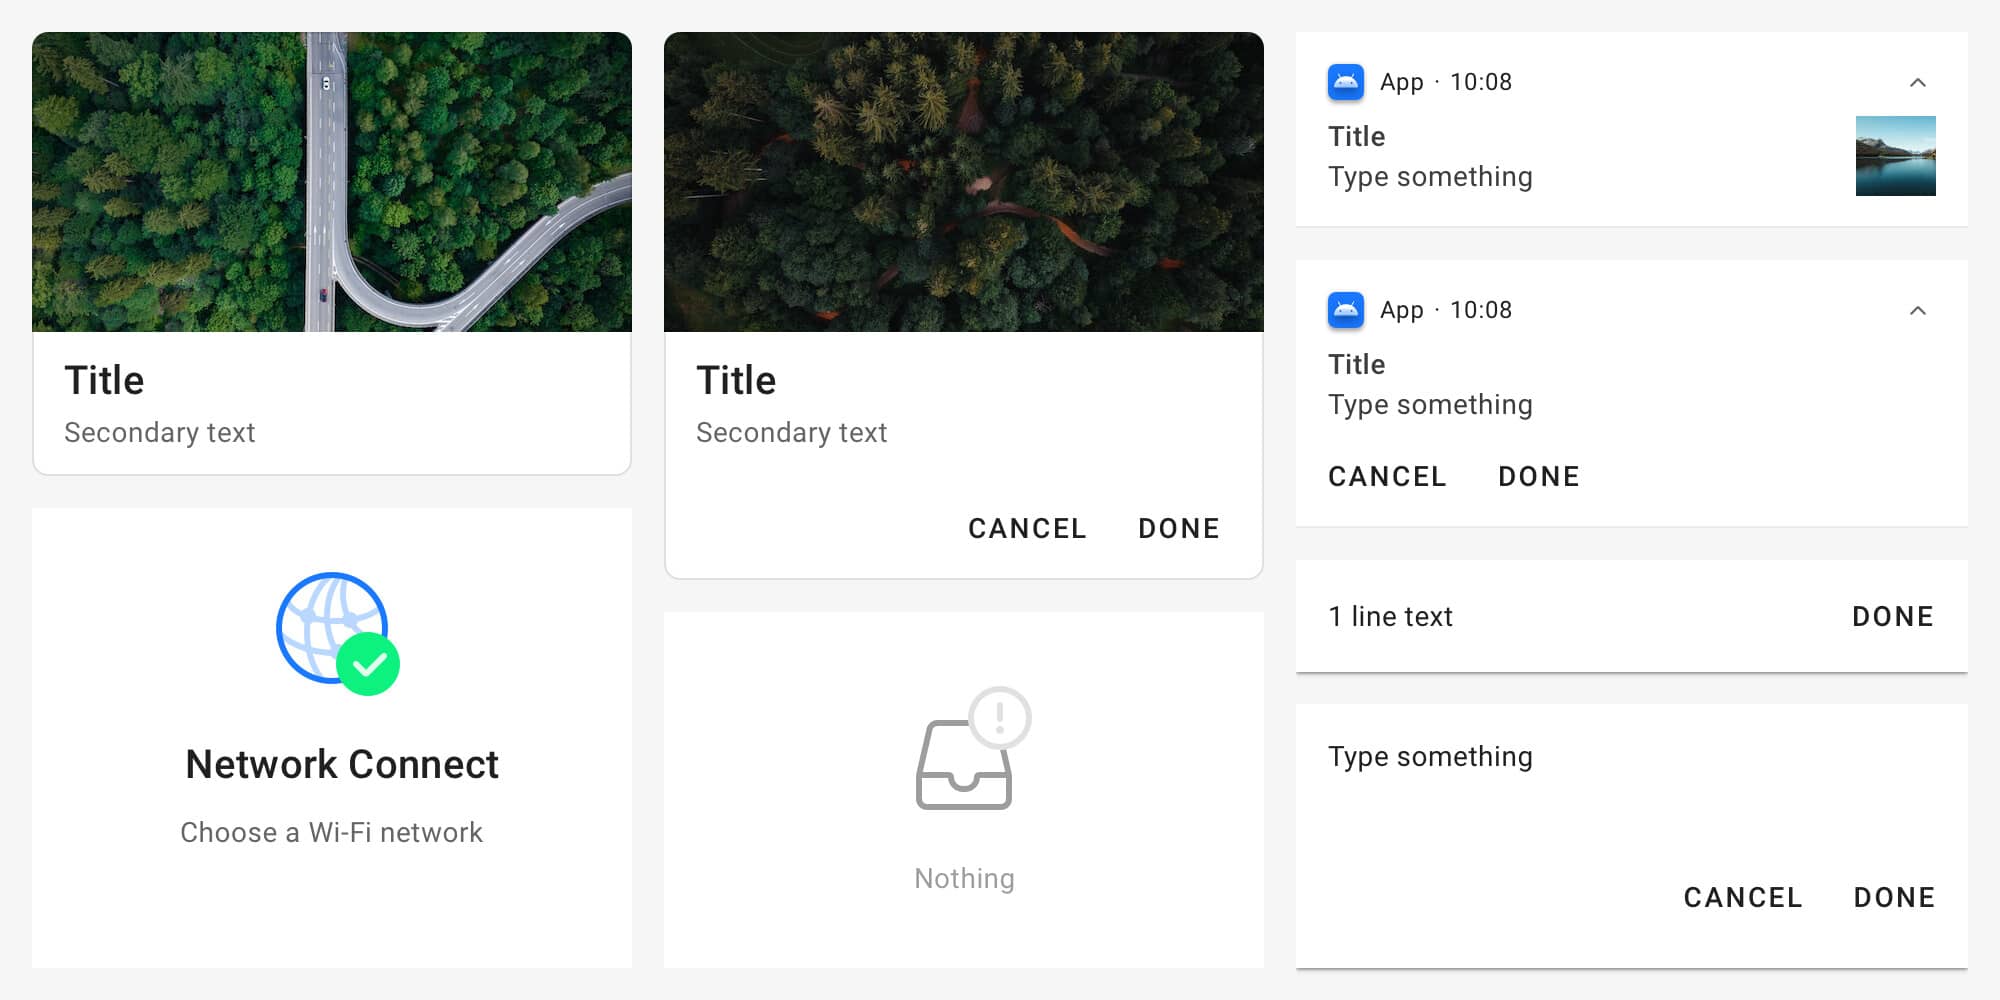 Title
Secondary text
Network Connect
Choose a Wi-Fi network
Title
Secondary text
CANCEL DONE
Nothing
App · 10:08
Title
Type something
App · 10:08
Title
Type something
CANCEL DONE
1 line text DONE
Type something
CANCEL DONE